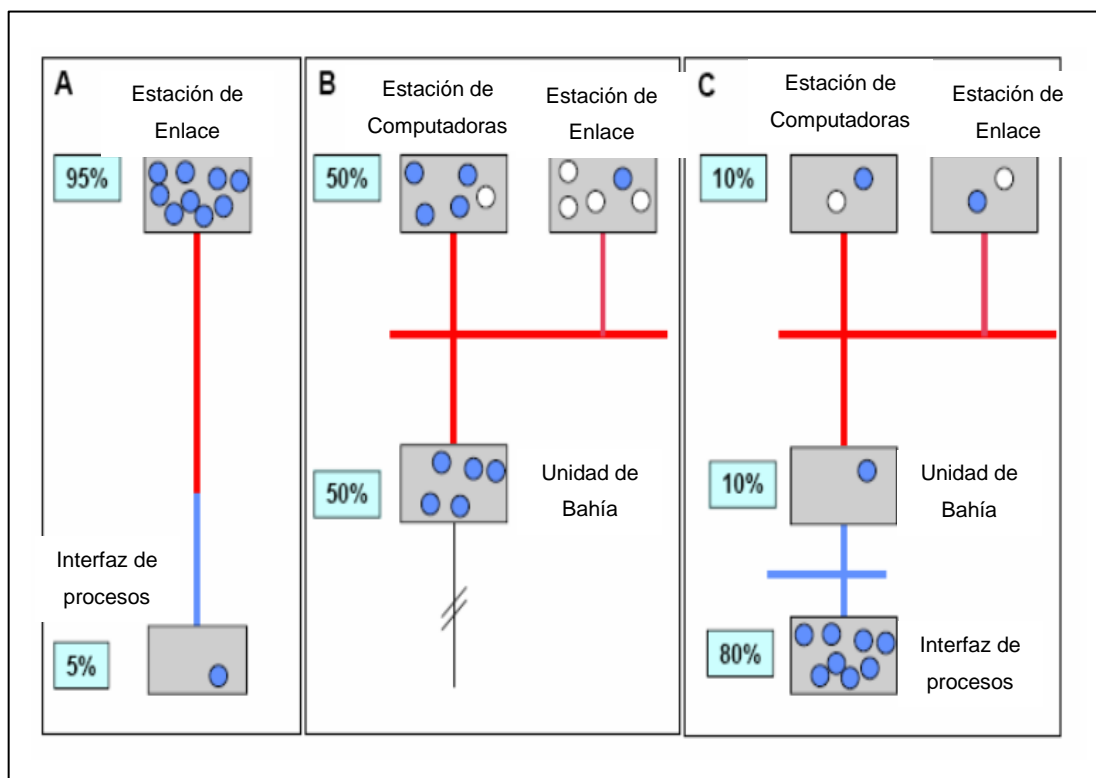 A
Estación de
Enlace
95%
Interfaz de
procesos
5%
B
Estación de
Computadoras
Estación de
Enlace
50%
50%
Unidad de
Bahía
C
Estación de
Computadoras
Estación de
Enlace
10%
10%
Unidad de
Bahía
80%
Interfaz de
procesos